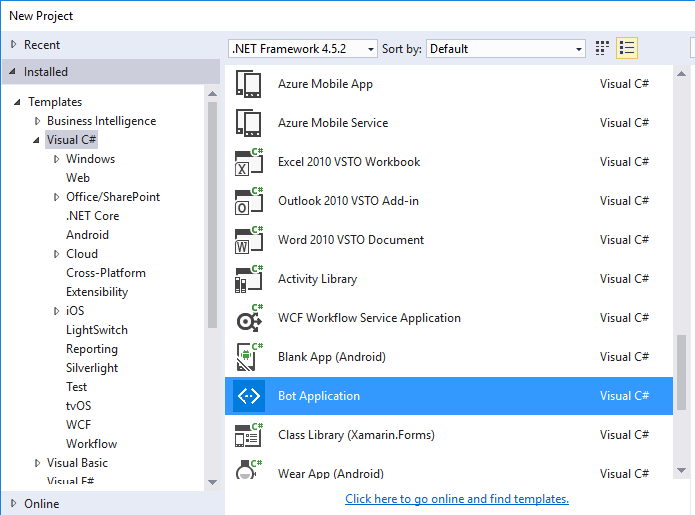 New Project
Recent
.NET Framework 4.5.2 Sort by: Default
Installed
Templates
Business Intelligence
Visual C#
Windows
Web
Office/SharePoint
.NET Core
Android
Cloud
Cross-Platform
Extensibility
iOS
LightSwitch
Reporting
Silverlight
Test
tvOS
WCF
Workflow
Visual Basic
Visual F#
Online
Azure Mobile App Visual C#
Azure Mobile Service Visual C#
Excel 2010 VSTO Workbook Visual C#
Outlook 2010 VSTO Add-in Visual C#
Word 2010 VSTO Document Visual C#
Activity Library Visual C#
WCF Workflow Service Application Visual C#
Blank App (Android) Visual C#
Bot Application Visual C#
Class Library (Xamarin.Forms) Visual C#
Wear App (Android) Visual C#
Click here to go online and find templates.